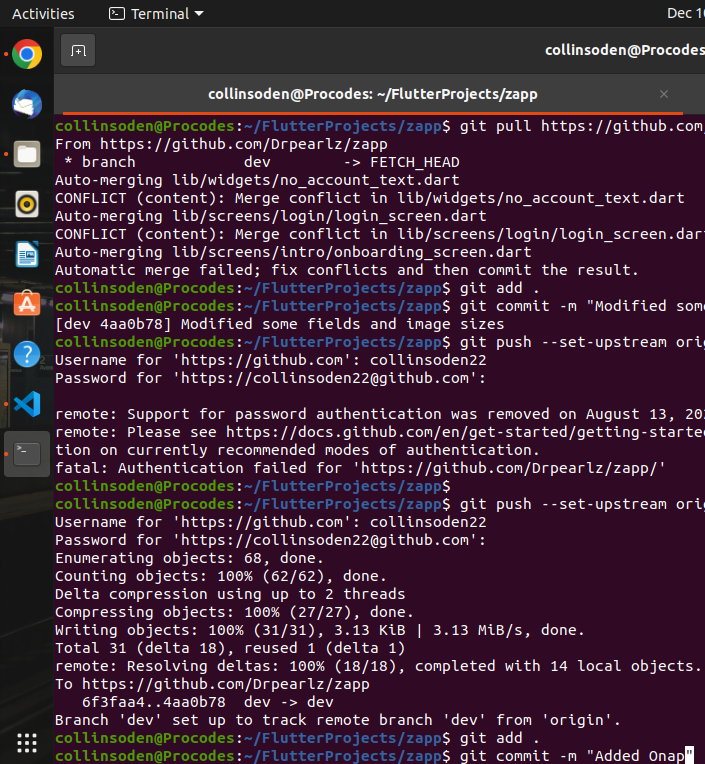 Activities Terminal Dec 10
collinsoden@Procodes
collinsoden@Procodes: ~/FlutterProjects/zapp ×
collinsoden@Procodes:~/FlutterProjects/zapp$ git pull https://github.com
From https://github.com/Drpearlz/zapp
 * branch            dev        -> FETCH_HEAD
Auto-merging lib/widgets/no_account_text.dart
CONFLICT (content): Merge conflict in lib/widgets/no_account_text.dart
Auto-merging lib/screens/login/login_screen.dart
CONFLICT (content): Merge conflict in lib/screens/login/login_screen.dar
Auto-merging lib/screens/intro/onboarding_screen.dart
Automatic merge failed; fix conflicts and then commit the result.
collinsoden@Procodes:~/FlutterProjects/zapp$ git add .
collinsoden@Procodes:~/FlutterProjects/zapp$ git commit -m "Modified some
[dev 4aa0b78] Modified some fields and image sizes
collinsoden@Procodes:~/FlutterProjects/zapp$ git push --set-upstream orig
Username for 'https://github.com': collinsoden22
Password for 'https://collinsoden22@github.com':
remote: Support for password authentication was removed on August 13, 202
remote: Please see https://docs.github.com/en/get-started/getting-started
tion on currently recommended modes of authentication.
fatal: Authentication failed for 'https://github.com/Drpearlz/zapp/'
collinsoden@Procodes:~/FlutterProjects/zapp$
collinsoden@Procodes:~/FlutterProjects/zapp$ git push --set-upstream orig
Username for 'https://github.com': collinsoden22
Password for 'https://collinsoden22@github.com':
Enumerating objects: 68, done.
Counting objects: 100% (62/62), done.
Delta compression using up to 2 threads
Compressing objects: 100% (27/27), done.
Writing objects: 100% (31/31), 3.13 KiB | 3.13 MiB/s, done.
Total 31 (delta 18), reused 1 (delta 1)
remote: Resolving deltas: 100% (18/18), completed with 14 local objects.
To https://github.com/Drpearlz/zapp
   6f3faa4..4aa0b78  dev -> dev
Branch 'dev' set up to track remote branch 'dev' from 'origin'.
collinsoden@Procodes:~/FlutterProjects/zapp$ git add .
collinsoden@Procodes:~/FlutterProjects/zapp$ git commit -m "Added Onap"